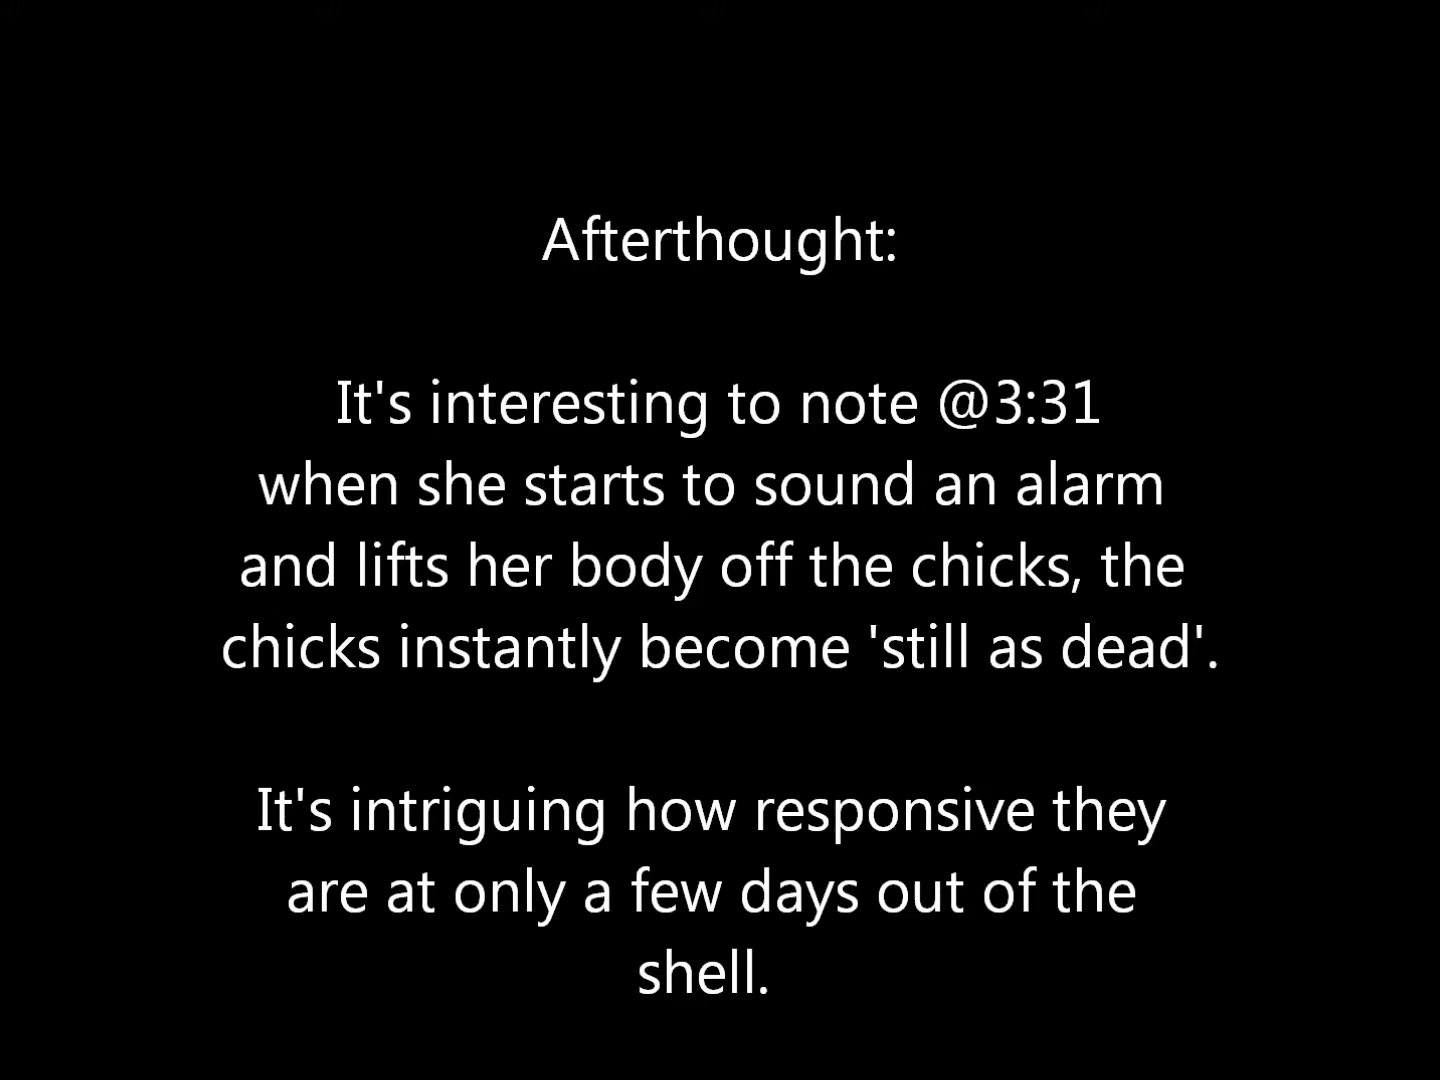 Afterthought:
It's interesting to note @3:31
when she starts to sound an alarm
and lifts her body off the chicks, the
chicks instantly become 'still as dead'.
It's intriguing how responsive they
are at only a few days out of the
shell.